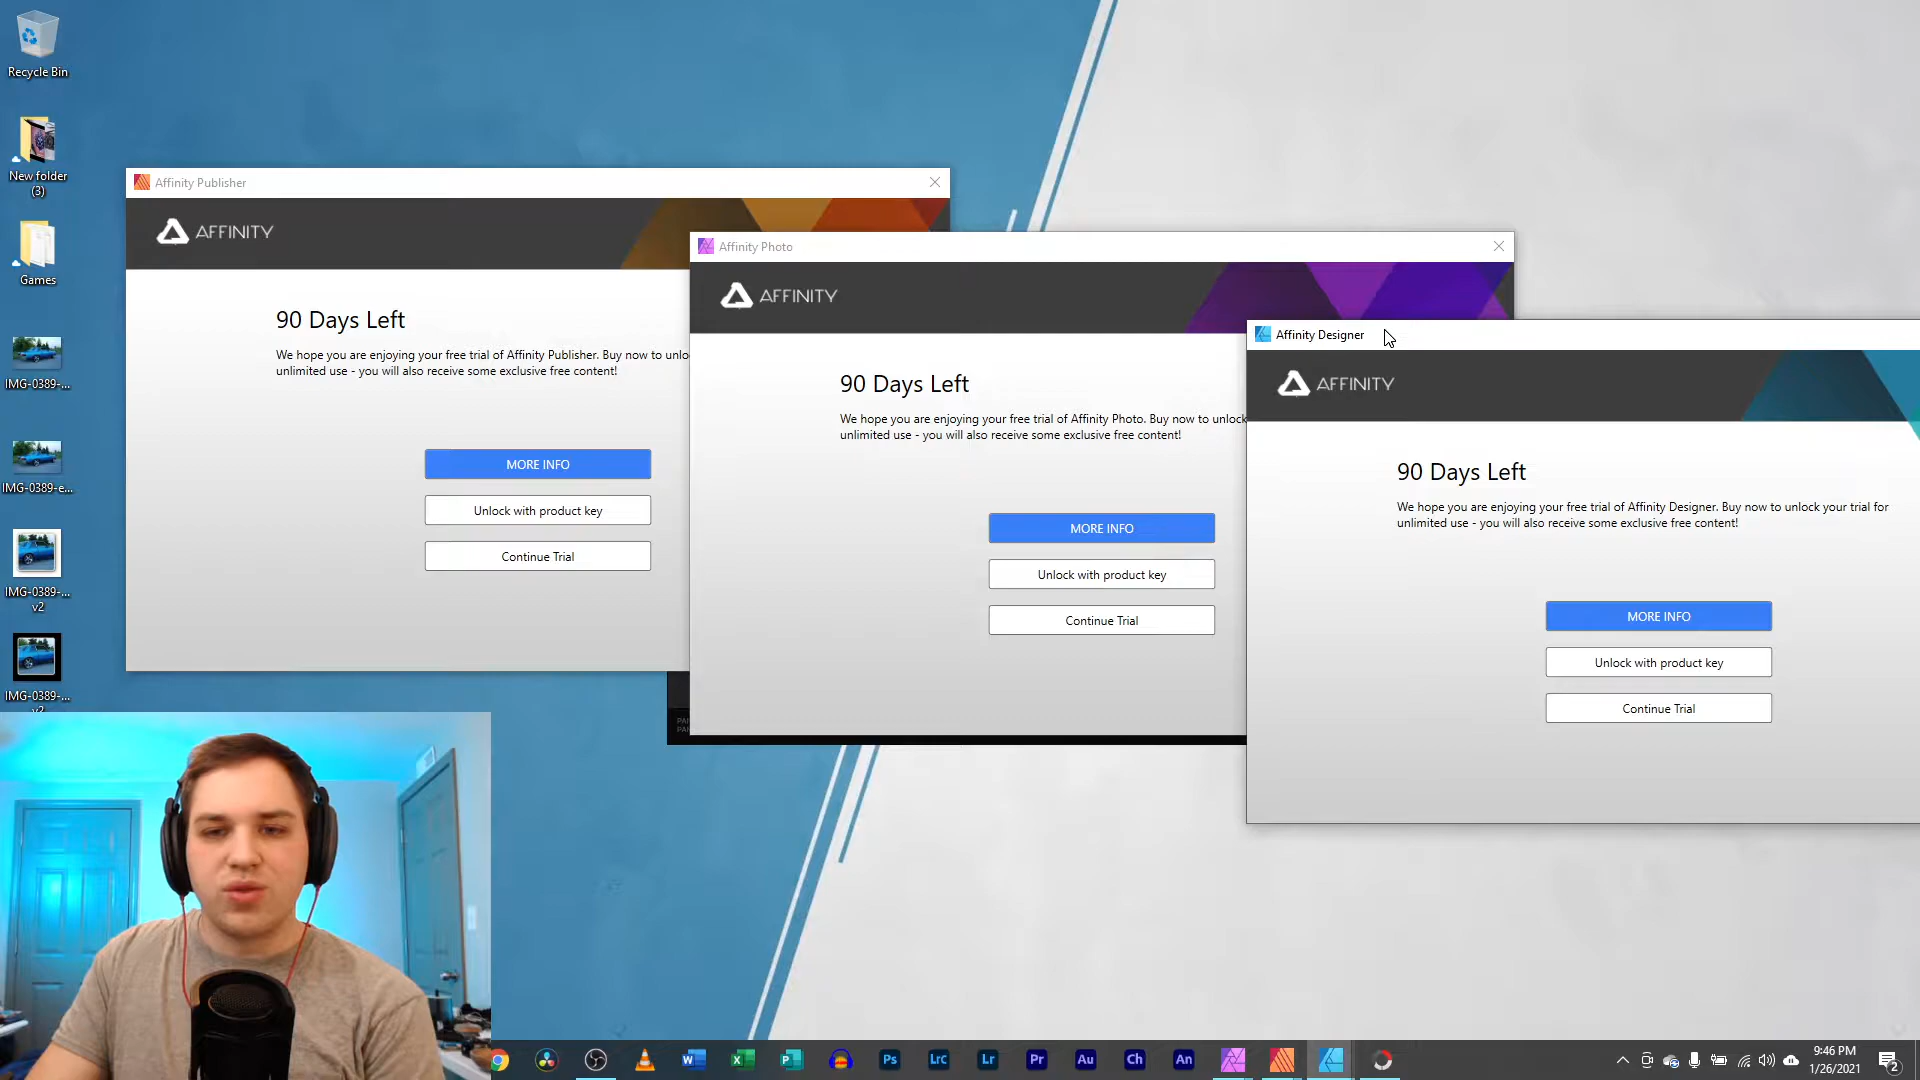 Recycle Bin
New folder
(3)
Games
IMG-0389-...
IMG-0389-e...
IMG-0389-...
v2
IMG-0389-...
v2
Affinity Publisher
AFFINITY
90 Days Left
We hope you are enjoying your free trial of Affinity Publisher. Buy now to unlo
unlimited use - you will also receive some exclusive free content!
MORE INFO
Unlock with product key
Continue Trial
Affinity Photo
AFFINITY
90 Days Left
We hope you are enjoying your free trial of Affinity Photo. Buy now to unlock
unlimited use - you will also receive some exclusive free content!
MORE INFO
Unlock with product key
Continue Trial
PAN
PAN
Affinity Designer
AFFINITY
90 Days Left
We hope you are enjoying your free trial of Affinity Designer. Buy now to unlock your trial for
unlimited use - you will also receive some exclusive free content!
MORE INFO
Unlock with product key
Continue Trial
W
X
P
Ps
LrC
Lr
Pr
Au
Ch
An
9:46 PM
1/26/2021
2